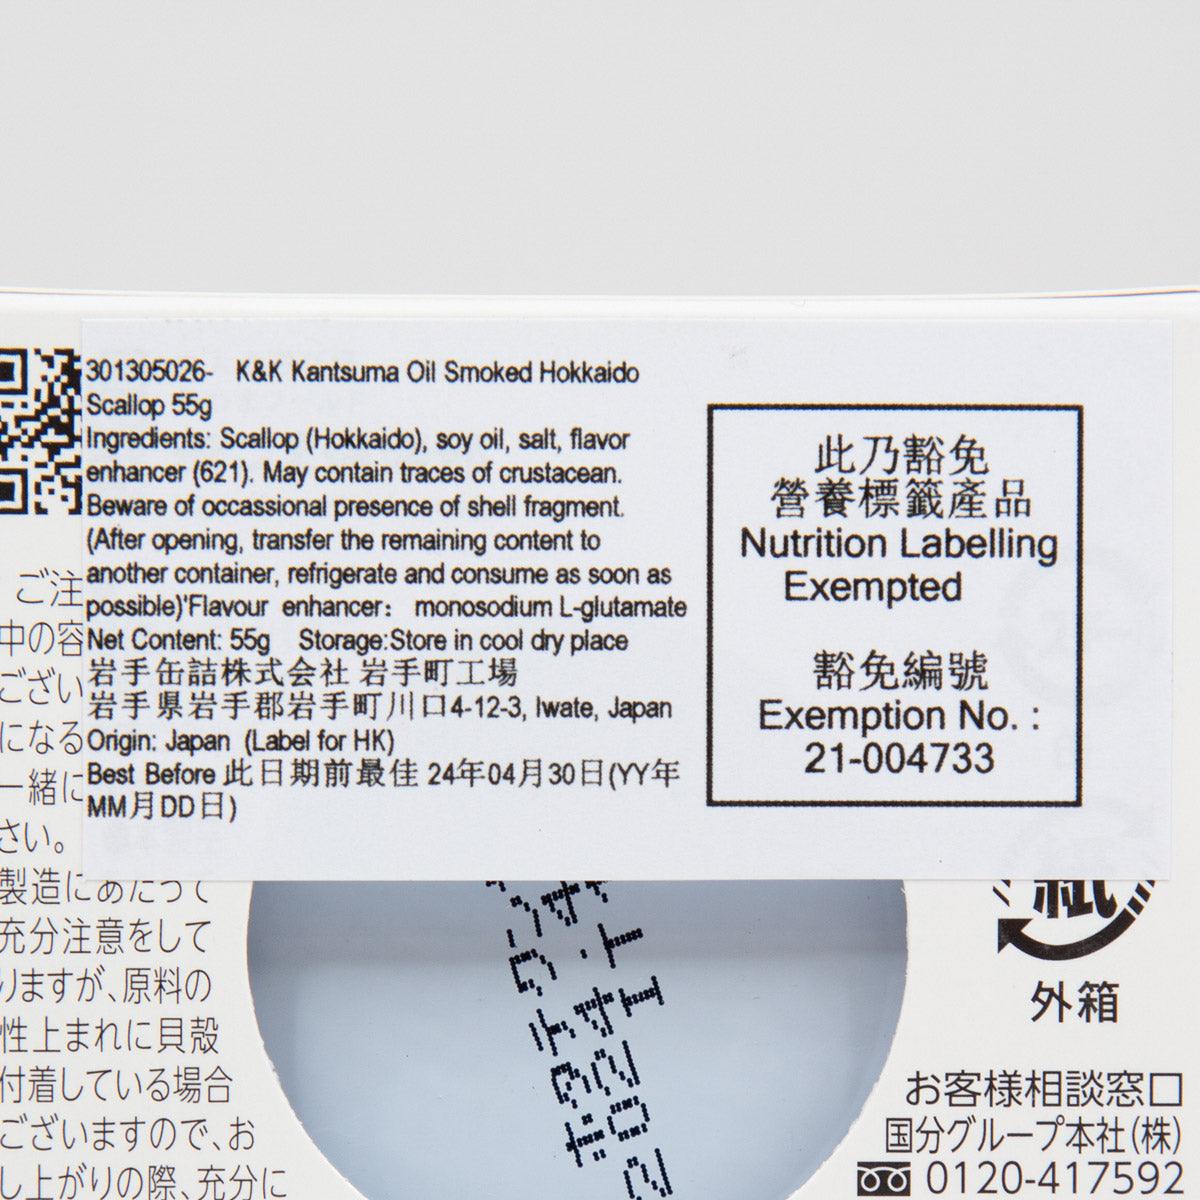 301305026- K&K Kantsuma Oil Smoked Hokkaido
Scallop 55g
Ingredients: Scallop (Hokkaido), soy oil, salt, flavor
enhancer (621). May contain traces of crustacean.
Beware of occassional presence of shell fragment.
(After opening, transfer the remaining content to
another container, refrigerate and consume as soon as
possible)'Flavour enhancer： monosodium L-glutamate
Net Content: 55g Storage:Store in cool dry place
岩手缶詰株式会社 岩手町工場
岩手県岩手郡岩手町川口4-12-3, Iwate, Japan
Origin: Japan (Label for HK)
Best Before 此日期前最佳 24年04月30日(YY年
MM月DD日)
此乃豁免
營養標籤產品
Nutrition Labelling
Exempted
豁免編號
Exemption No. :
21-004733
ご注
中の容
ござい
になる
一緒に
さい。
製造にあたって
充分注意をして
りますが、原料の
性上まれに貝殻
付着している場合
ございますので、お
し上がりの際、充分に
紙
外箱
お客様相談窓口
国分グループ本社(株)
0120-417592